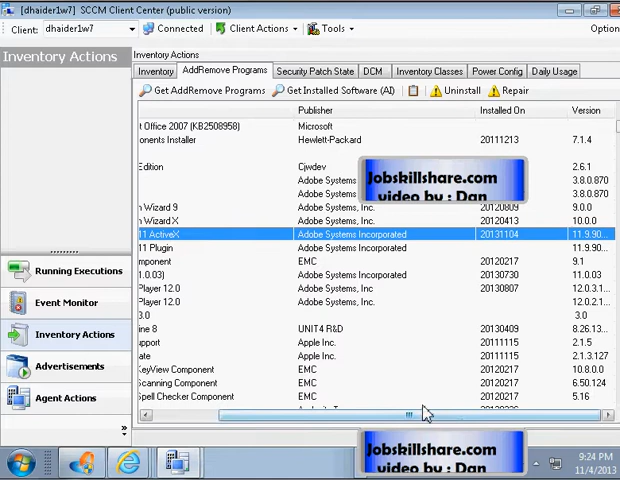 [dhaider1w7] SCCM Client Center (public version)
Client: dhaider1w7 Connected Client Actions Tools Option
Inventory Actions
Inventory Actions
Inventory AddRemove Programs Security Patch State DCM Inventory Classes Power Config Daily Usage
Get AddRemove Programs Get Installed Software (AI) Uninstall Repair
Publisher Installed On Version
t Office 2007 (KB2508958) Microsoft
onents Installer Hewlett-Packard 20111213 7.1.4
Edition Cjwdev 2.6.1
Adobe Systems 3.8.0.870
Adobe Systems 3.8.0.870
n Wizard 9 Adobe Systems, Inc. 20120809 9.0.0
n Wizard X Adobe Systems, Inc. 20120413 10.0.0
11 ActiveX Adobe Systems Incorporated 20131104 11.9.90...
11 Plugin Adobe Systems Incorporated 11.9.90...
mponent EMC 20120217 9.1
1.0.03) Adobe Systems Incorporated 20120730 11.0.03
Player 12.0 Adobe Systems, Inc 20130807 12.0.3.1...
Player 12.0 Adobe Systems, Inc. 12.0.2.1...
3.0 3.0
ine 8 UNIT4 R&D 20130409 8.26.13...
upport Apple Inc. 20111115 2.1.5
ate Apple Inc. 20111115 2.1.3.127
KeyView Component EMC 20120217 10.8.0.0
Scanning Component EMC 20120217 6.50.124
Spell Checker Component EMC 20120217 5.16
Jobskillshare.com
video by : Dan
Running Executions
Event Monitor
Inventory Actions
Advertisements
Agent Actions
Jobskillshare.com
video by : Dan
9:24 PM
11/4/2013